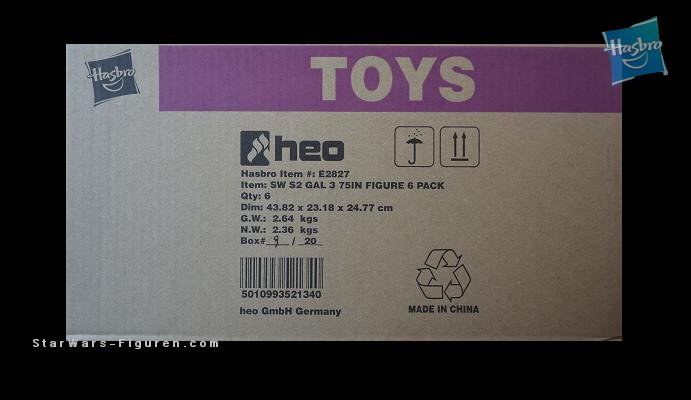 Hasbro
Hasbro
TOYS
heo
Hasbro Item #: E2827
Item: SW S2 GAL 3 75IN FIGURE 6 PACK
Qty: 6
Dim: 43.82 x 23.18 x 24.77 cm
G.W.: 2.64 kgs
N.W.: 2.36 kgs
Box# 9 / 20
5010993521340
heo GmbH Germany
MADE IN CHINA
StarWars-Figuren.com